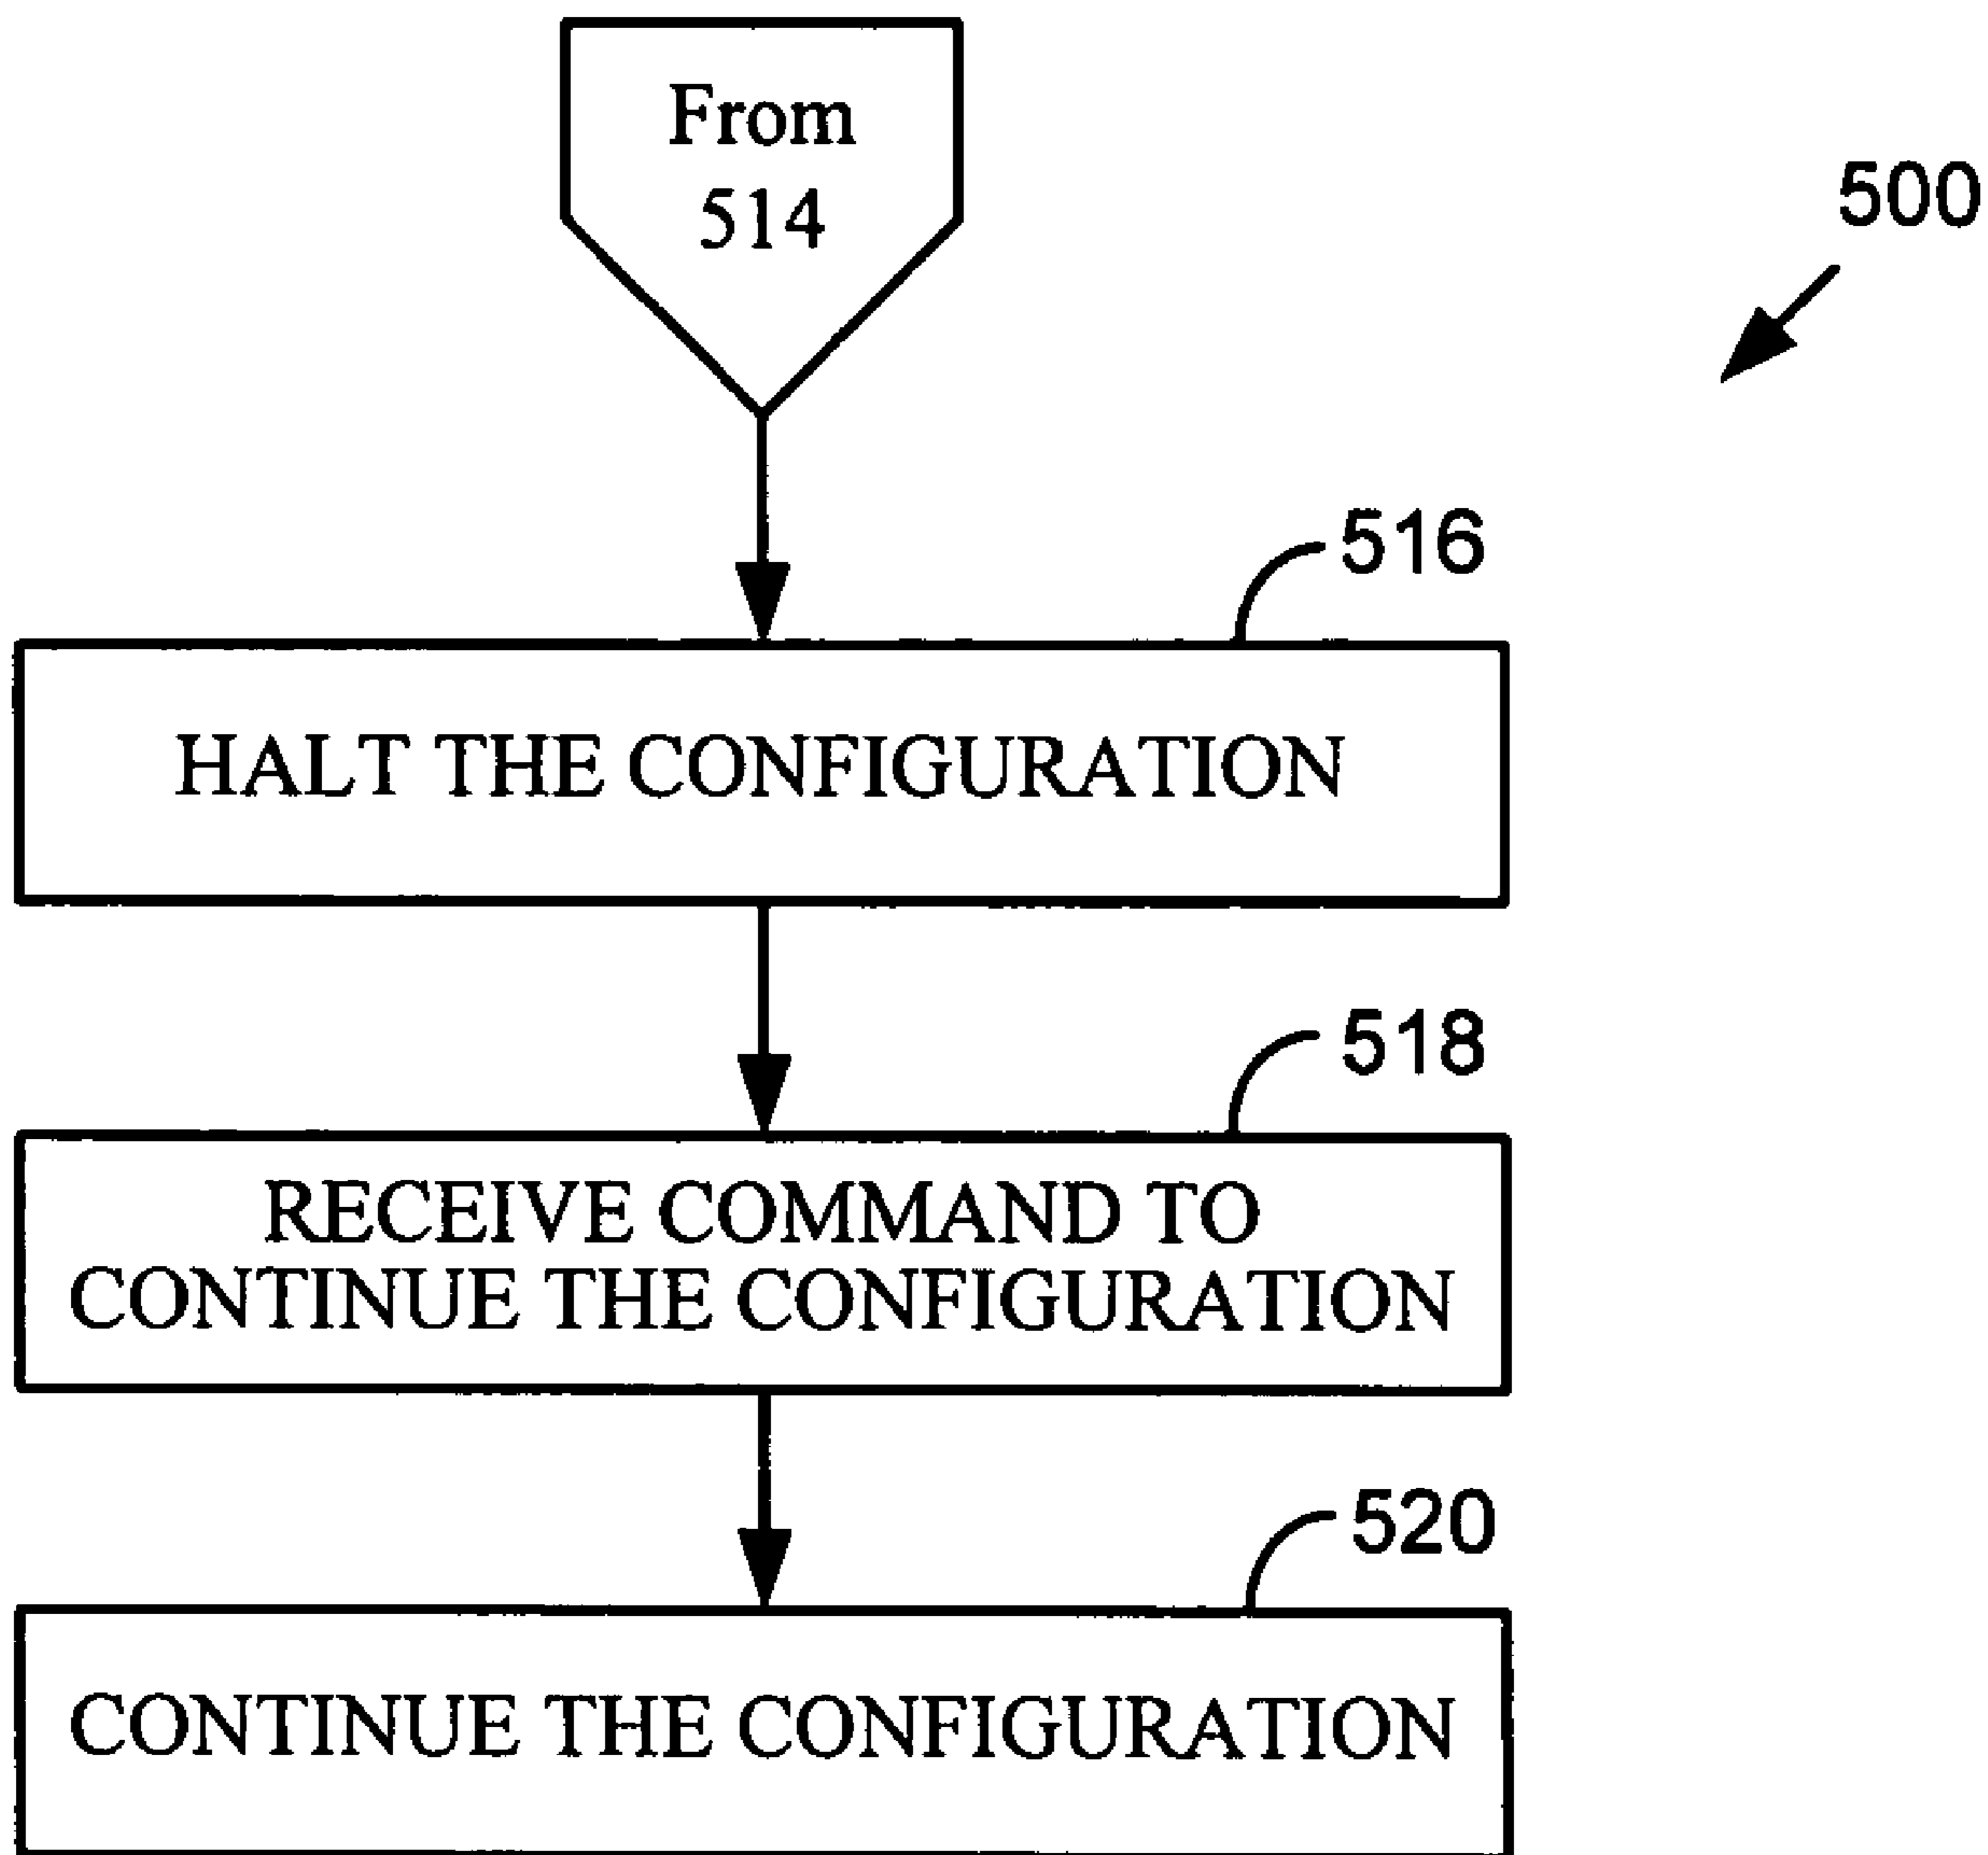 From
514
500
516
HALT THE CONFIGURATION
518
RECEIVE COMMAND TO
CONTINUE THE CONFIGURATION
520
CONTINUE THE CONFIGURATION